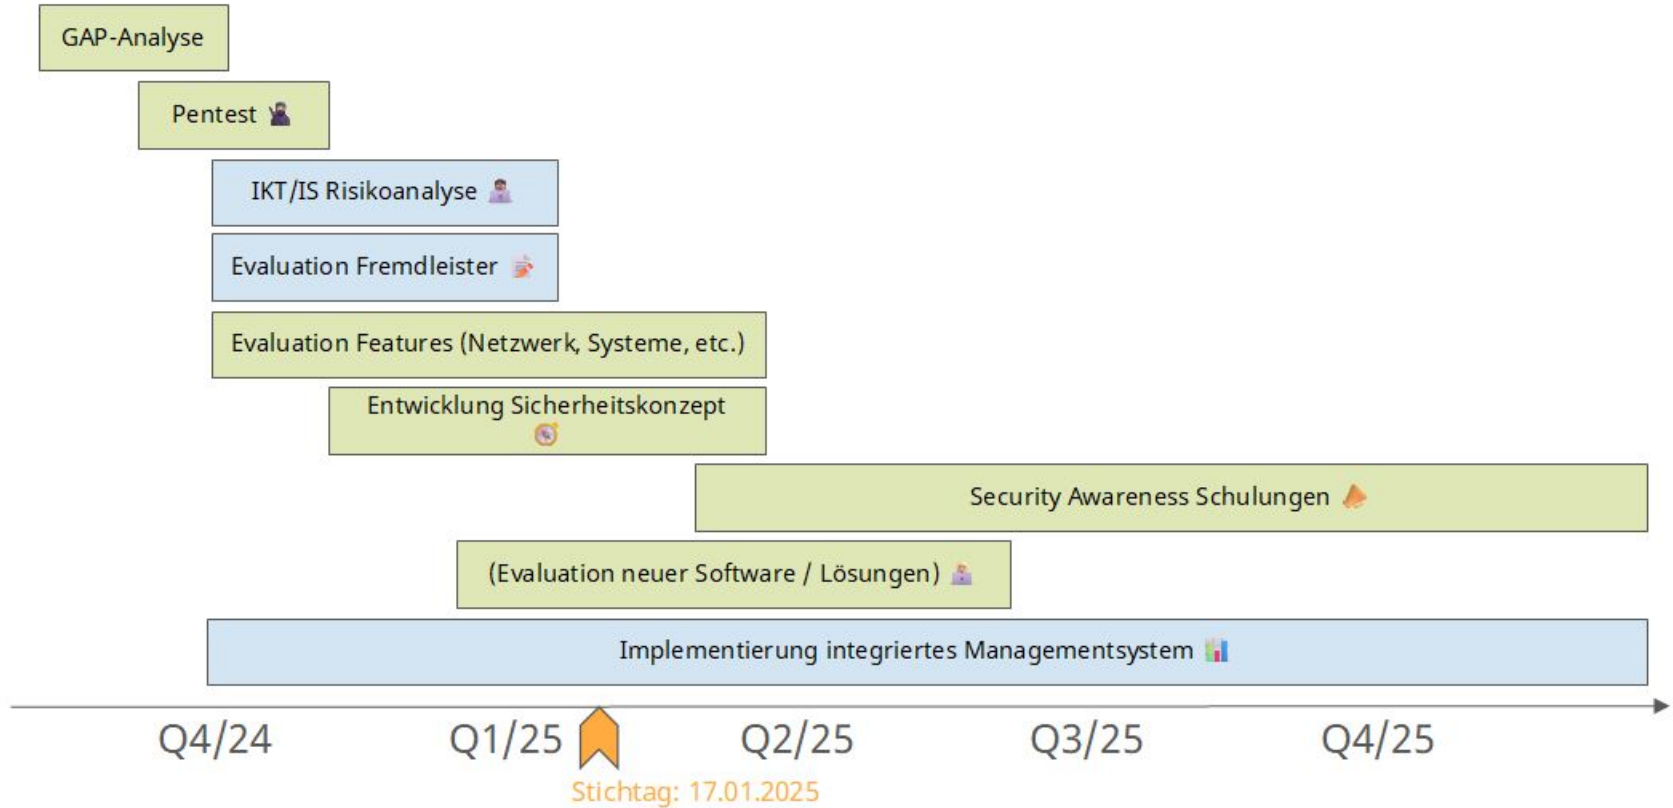 GAP-Analyse
Pentest
IKT/IS Risikoanalyse
Evaluation Fremdleister
Evaluation Features (Netzwerk, Systeme, etc.)
Entwicklung Sicherheitskonzept
Security Awareness Schulungen
(Evaluation neuer Software / Lösungen)
Implementierung integriertes Managementsystem
Q4/24 Q1/25 Q2/25 Q3/25 Q4/25
Stichtag: 17.01.2025